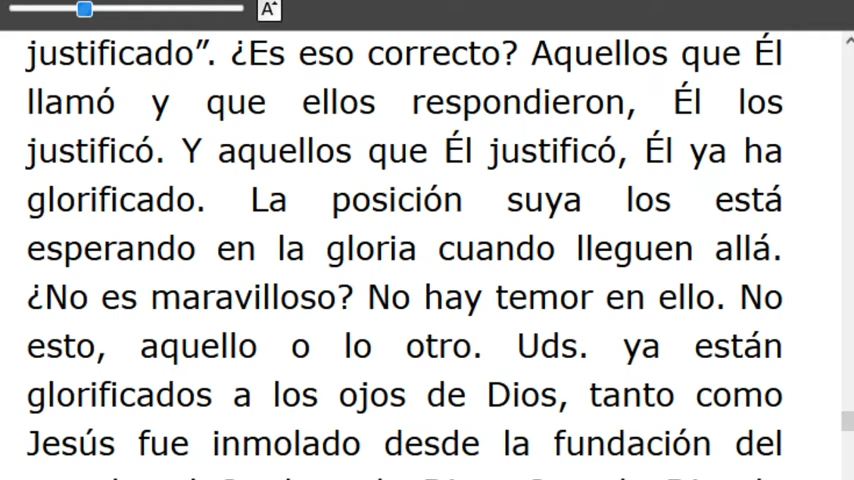 A
justificado”. ¿Es eso correcto? Aquellos que Él
llamó y que ellos respondieron, Él los
justificó. Y aquellos que Él justificó, Él ya ha
glorificado. La posición suya los está
esperando en la gloria cuando lleguen allá.
¿No es maravilloso? No hay temor en ello. No
esto, aquello o lo otro. Uds. ya están
glorificados a los ojos de Dios, tanto como
Jesús fue inmolado desde la fundación del